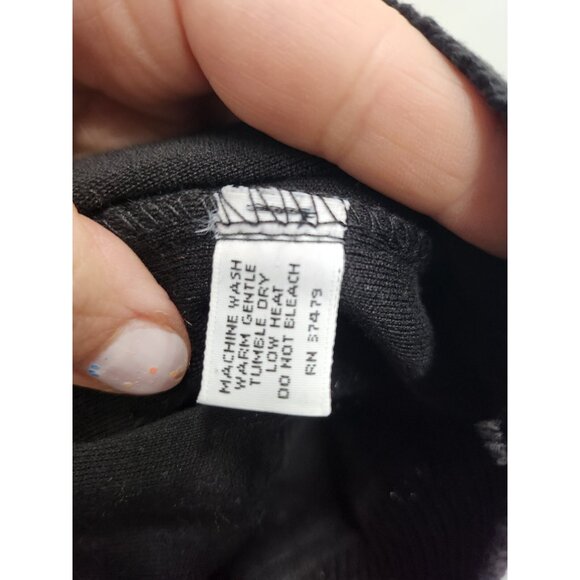 MACHINE WASH
WARM GENTLE
TUMBLE DRY
LOW HEAT
DO NOT BLEACH
RN 57479